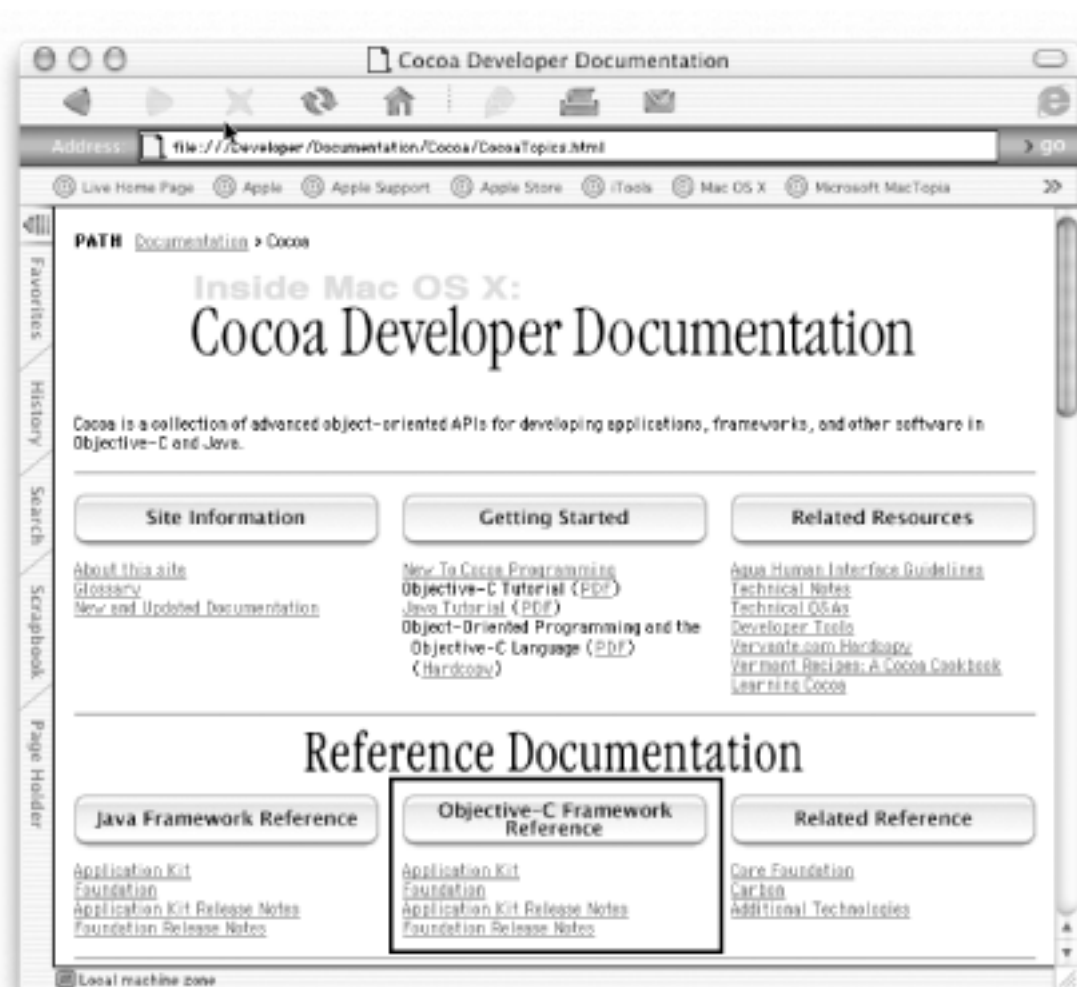 Cocoa Developer Documentation
Address: file:///Developer/Documentation/Cocoa/CocoaTopics.html go
Live Home Page Apple Apple Support Apple Store iTools Mac OS X Microsoft MacTopia
Favorites
History
Search
Scrapbook
Page Holder
PATH Documentation > Cocoa
Inside Mac OS X:
Cocoa Developer Documentation
Cocoa is a collection of advanced object-oriented APIs for developing applications, frameworks, and other software in
Objective-C and Java.
Site Information
About this site
Glossary
New and Updated Documentation
Getting Started
New To Cocoa Programming
Objective-C Tutorial (PDF)
Java Tutorial (PDF)
Object-Oriented Programming and the
Objective-C Language (PDF)
(Hardcopy)
Related Resources
Aqua Human Interface Guidelines
Technical Notes
Technical Q&As
Developer Tools
Vervante.com Hardcopy
Vermont Recipes: A Cocoa Cookbook
Learning Cocoa
Reference Documentation
Java Framework Reference
Application Kit
Foundation
Application Kit Release Notes
Foundation Release Notes
Objective-C Framework
Reference
Application Kit
Foundation
Application Kit Release Notes
Foundation Release Notes
Related Reference
Core Foundation
Carbon
Additional Technologies
Local machine zone